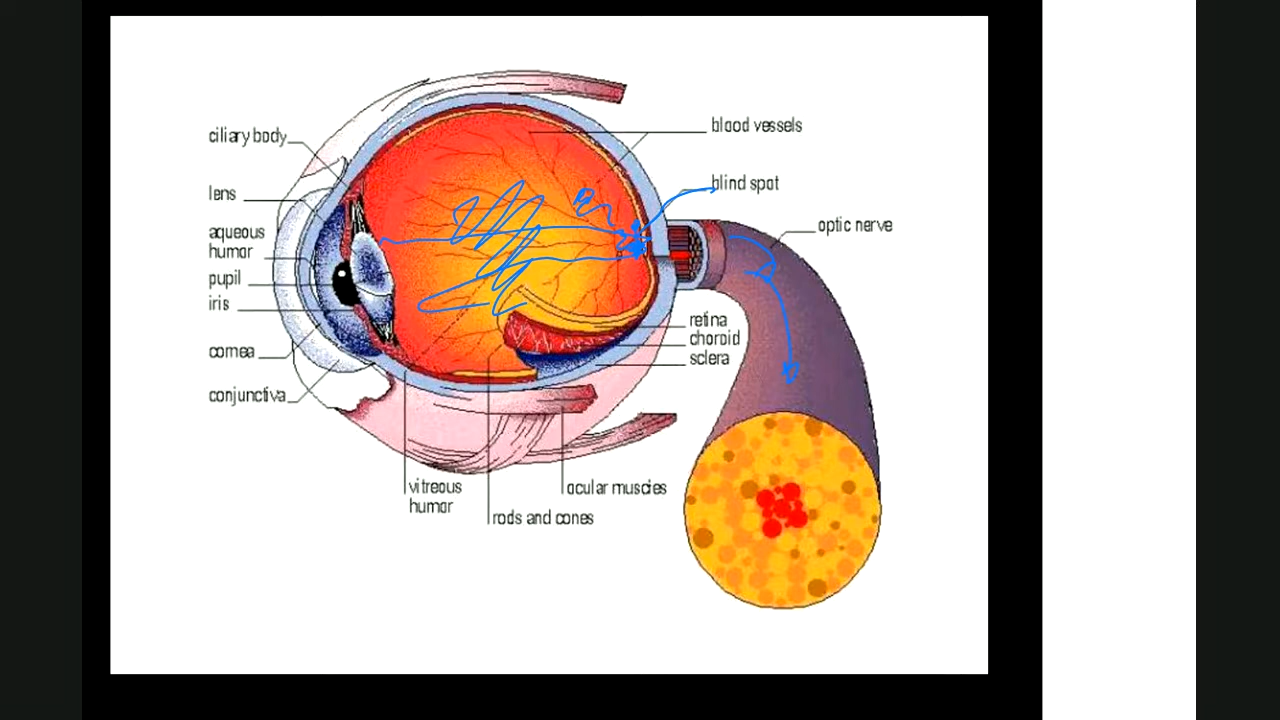 ciliary body
lens
aqueous
humor
pupil
iris
cornea
conjunctiva
vitreous
humor
rods and cones
ocular muscles
blood vessels
blind spot
optic nerve
retina
choroid
sclera